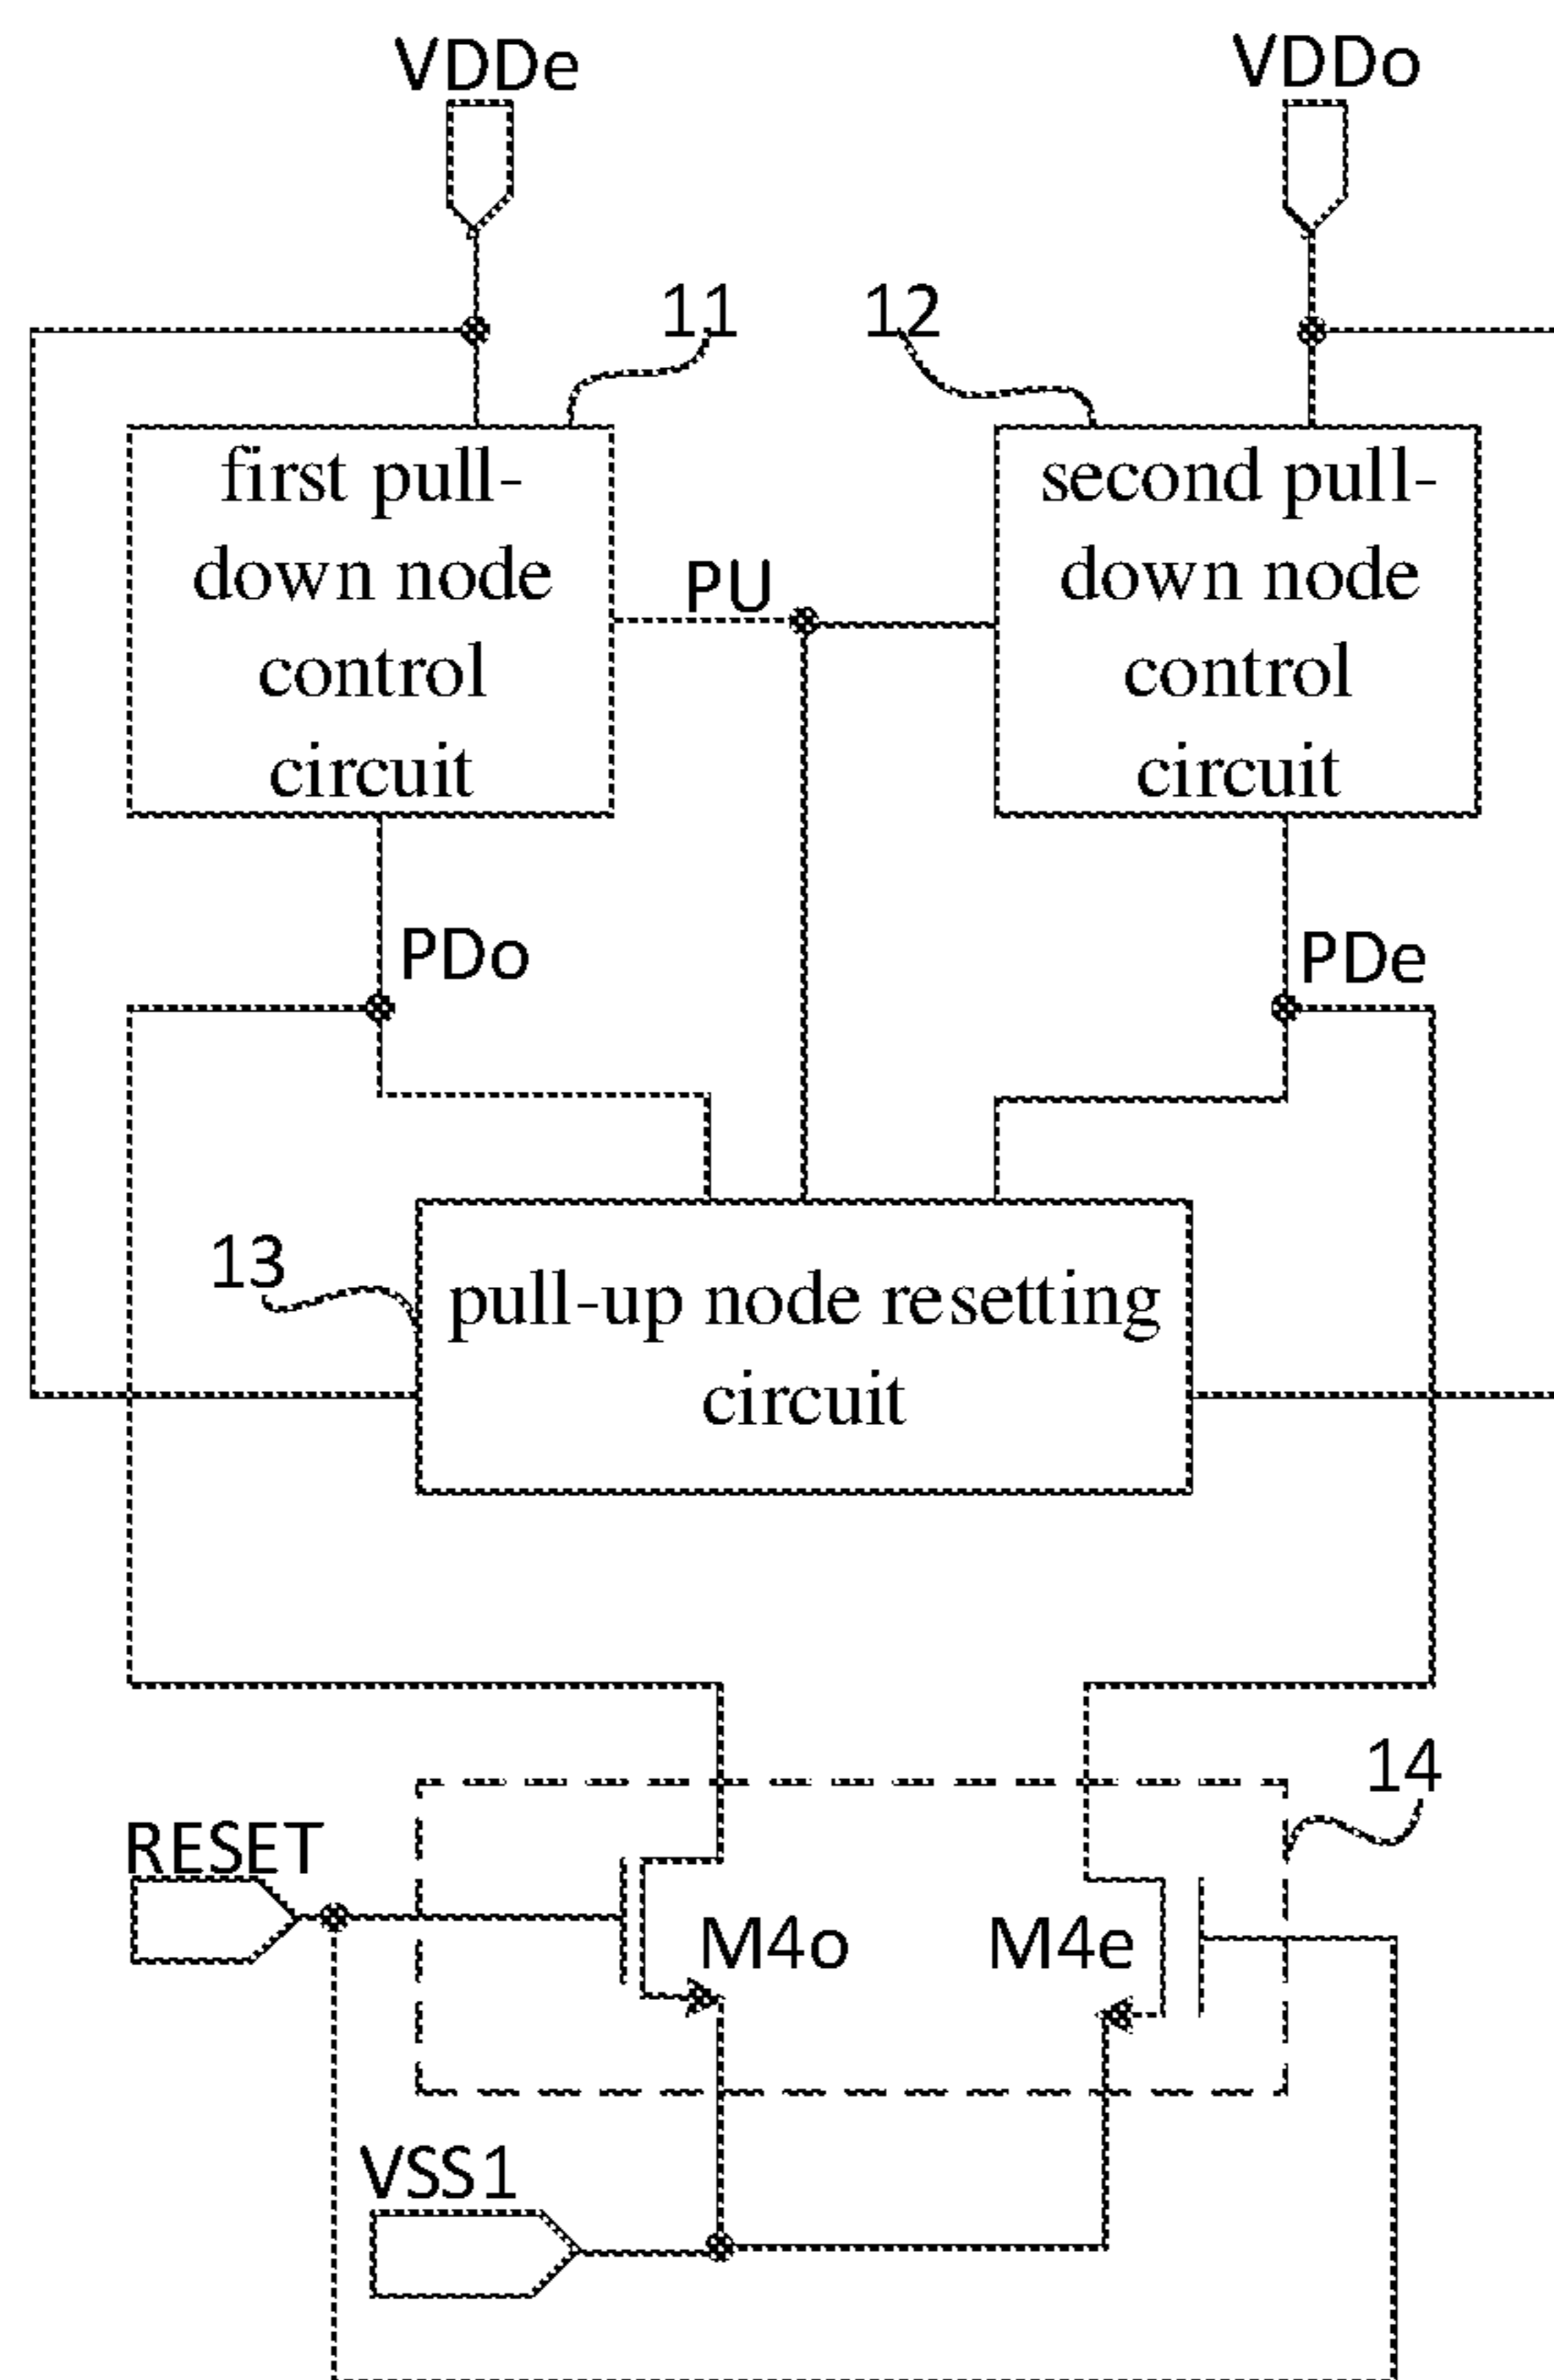 VDDe
VDDo
11
12
first pull-
down node
control
circuit
second pull-
down node
control
circuit
PU
PDo
PDe
13
pull-up node resetting
circuit
14
RESET
M4o
M4e
VSS1